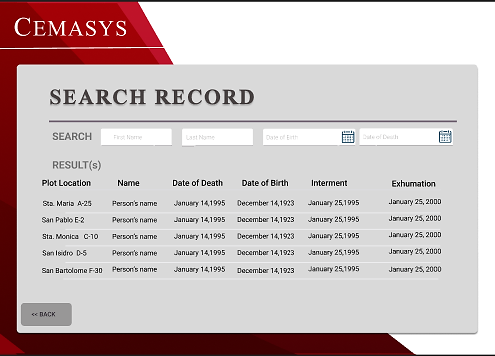 CEMASYS
SEARCH RECORD
SEARCH First Name Last Name Date of Birth Date of Death
RESULT(s)
Plot Location Name Date of Death Date of Birth Interment Exhumation
Sta. Maria A-25 Person's name January 14,1995 December 14,1923 January 25,1995 January 25, 2000
San Pablo E-2 Person's name January 14,1995 December 14,1923 January 25,1995 January 25, 2000
Sta. Monica C-10 Person's name January 14,1995 December 14,1923 January 25,1995 January 25, 2000
San Isidro D-5 Person's name January 14,1995 December 14,1923 January 25,1995 January 25, 2000
San Bartolome F-30 Person's name January 14,1995 December 14,1923 January 25,1995 January 25, 2000
<< BACK